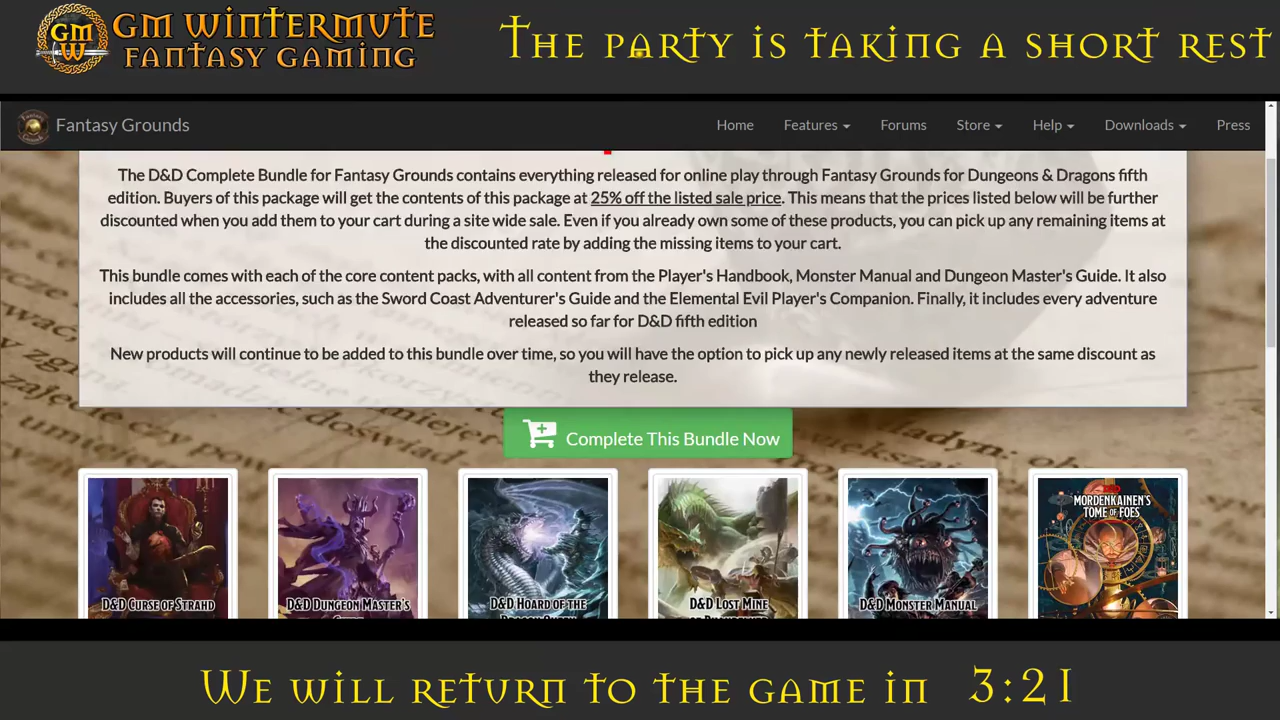 GM WINTERMUTE
FANTASY GAMING
GM
W
THE PARTY IS TAKING A SHORT REST
Fantasy Grounds
Home Features Forums Store Help Downloads Press
The D&D Complete Bundle for Fantasy Grounds contains everything released for online play through Fantasy Grounds for Dungeons & Dragons fifth
edition. Buyers of this package will get the contents of this package at 25% off the listed sale price. This means that the prices listed below will be further
discounted when you add them to your cart during a site wide sale. Even if you already own some of these products, you can pick up any remaining items at
the discounted rate by adding the missing items to your cart.
This bundle comes with each of the core content packs, with all content from the Player's Handbook, Monster Manual and Dungeon Master's Guide. It also
includes all the accessories, such as the Sword Coast Adventurer's Guide and the Elemental Evil Player's Companion. Finally, it includes every adventure
released so far for D&D fifth edition
New products will continue to be added to this bundle over time, so you will have the option to pick up any newly released items at the same discount as
they release.
Complete This Bundle Now
D&D CURSE OF STRAHD
D&D DUNGEON MASTER'S
D&D HOARD OF THE
D&D LOST MINE
D&D MONSTER MANUAL
MORDENKAINEN'S
TOME OF FOES
WE WILL RETURN TO THE GAME IN 3:21